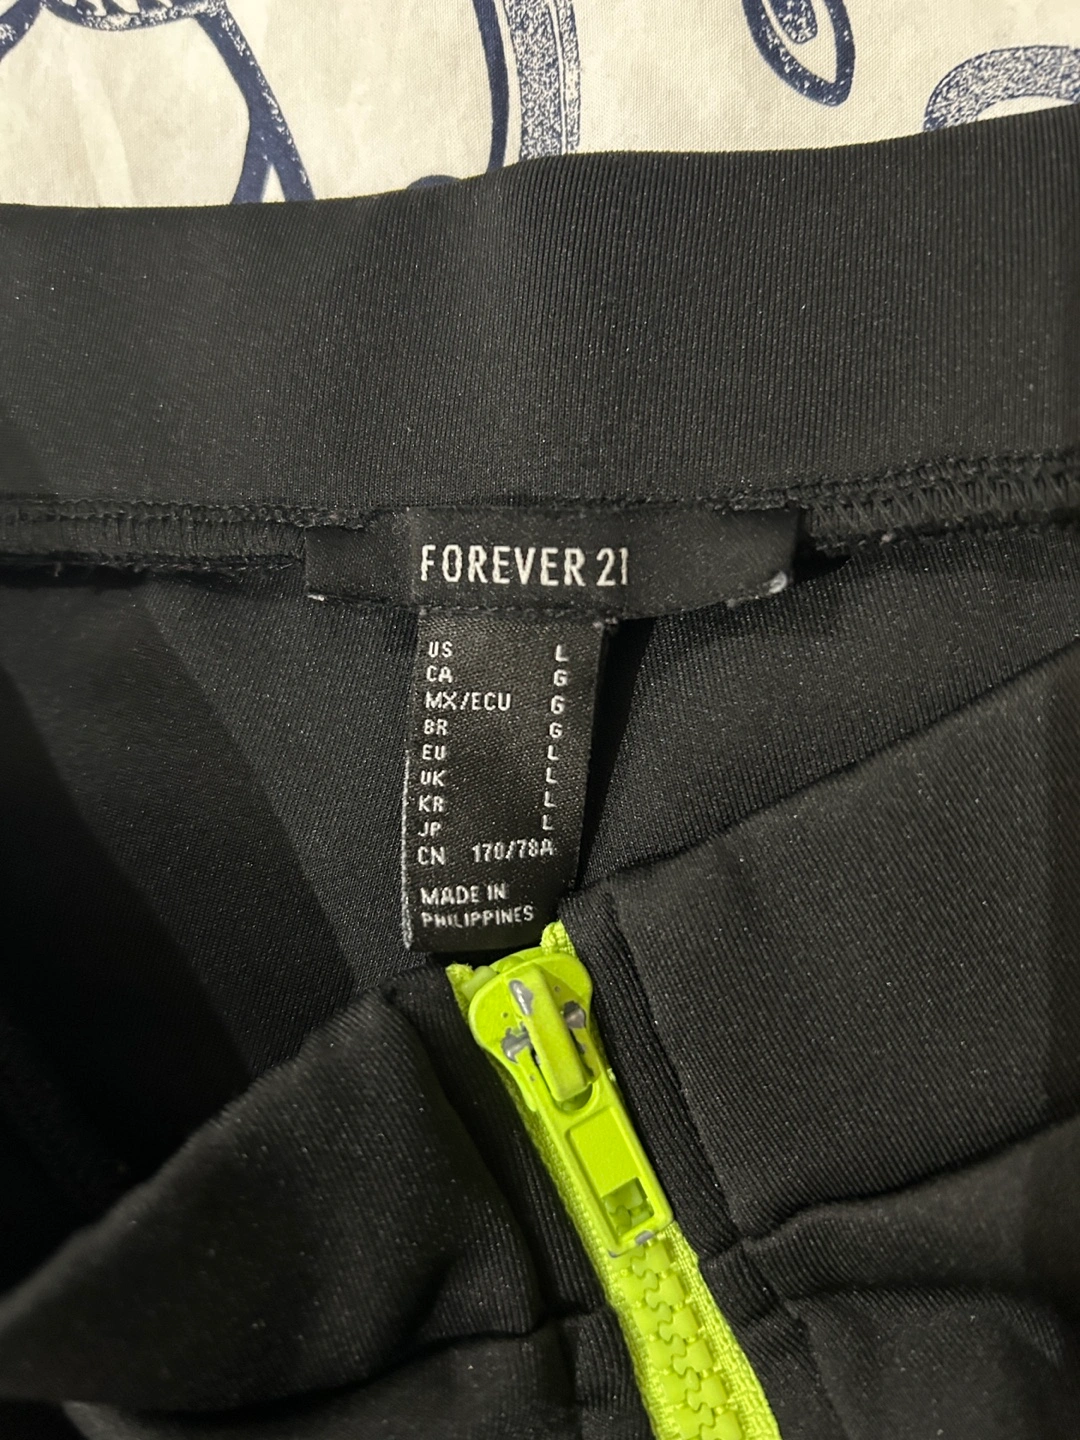 FOREVER 21
US L
CA G
MX/ECU G
BR G
EU L
UK L
KR L
JP L
CN 170/78A
MADE IN
PHILIPPINES